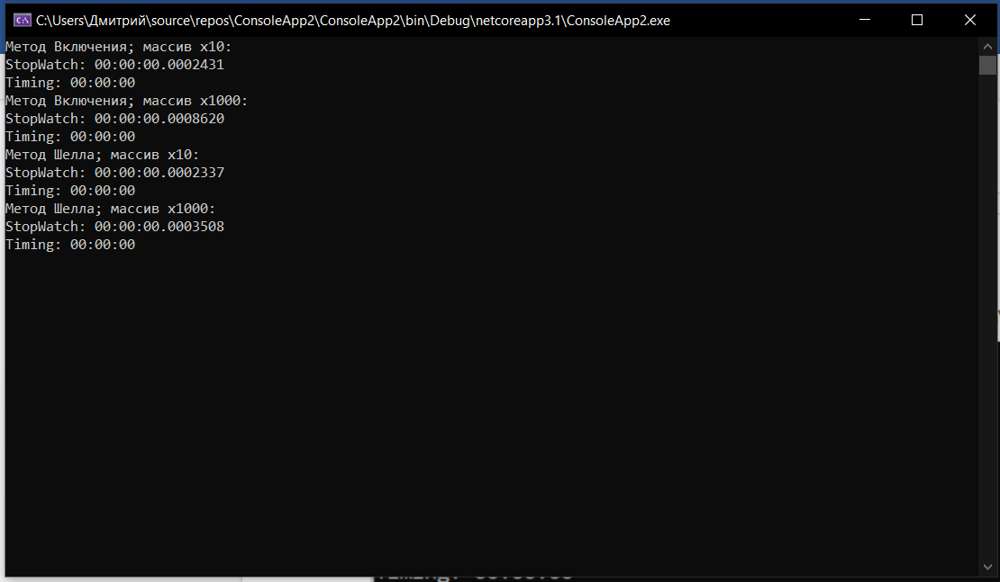 C:\Users\Дмитрий\source\repos\ConsoleApp2\ConsoleApp2\bin\Debug\netcoreapp3.1\ConsoleApp2.exe
Метод Включения; массив x10:
StopWatch: 00:00:00.0002431
Timing: 00:00:00
Метод Включения; массив x1000:
StopWatch: 00:00:00.0008620
Timing: 00:00:00
Метод Шелла; массив x10:
StopWatch: 00:00:00.0002337
Timing: 00:00:00
Метод Шелла; массив x1000:
StopWatch: 00:00:00.0003508
Timing: 00:00:00